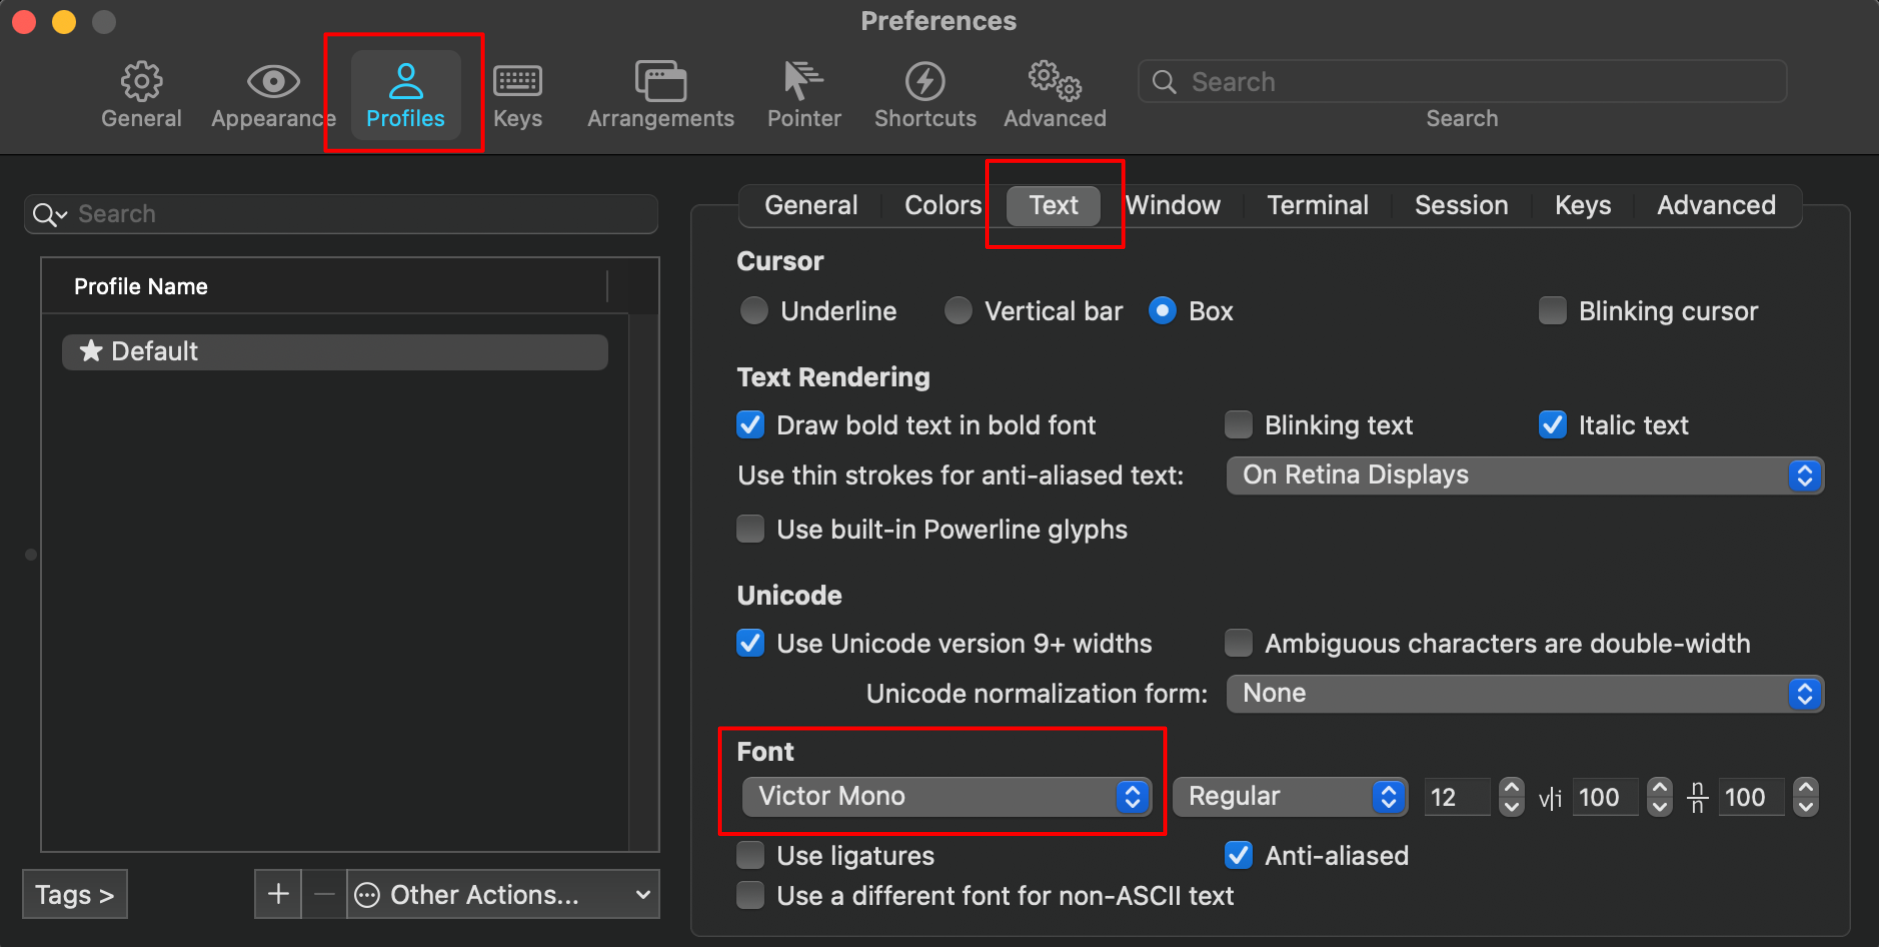 Preferences
General Appearance Profiles Keys Arrangements Pointer Shortcuts Advanced Search
Search
Search
Profile Name
★ Default
Tags >
+ − Other Actions...
General Colors Text Window Terminal Session Keys Advanced
Cursor
Underline Vertical bar Box Blinking cursor
Text Rendering
Draw bold text in bold font Blinking text Italic text
Use thin strokes for anti-aliased text: On Retina Displays
Use built-in Powerline glyphs
Unicode
Use Unicode version 9+ widths Ambiguous characters are double-width
Unicode normalization form: None
Font
Victor Mono Regular 12 v|i 100 n/n 100
Use ligatures Anti-aliased
Use a different font for non-ASCII text